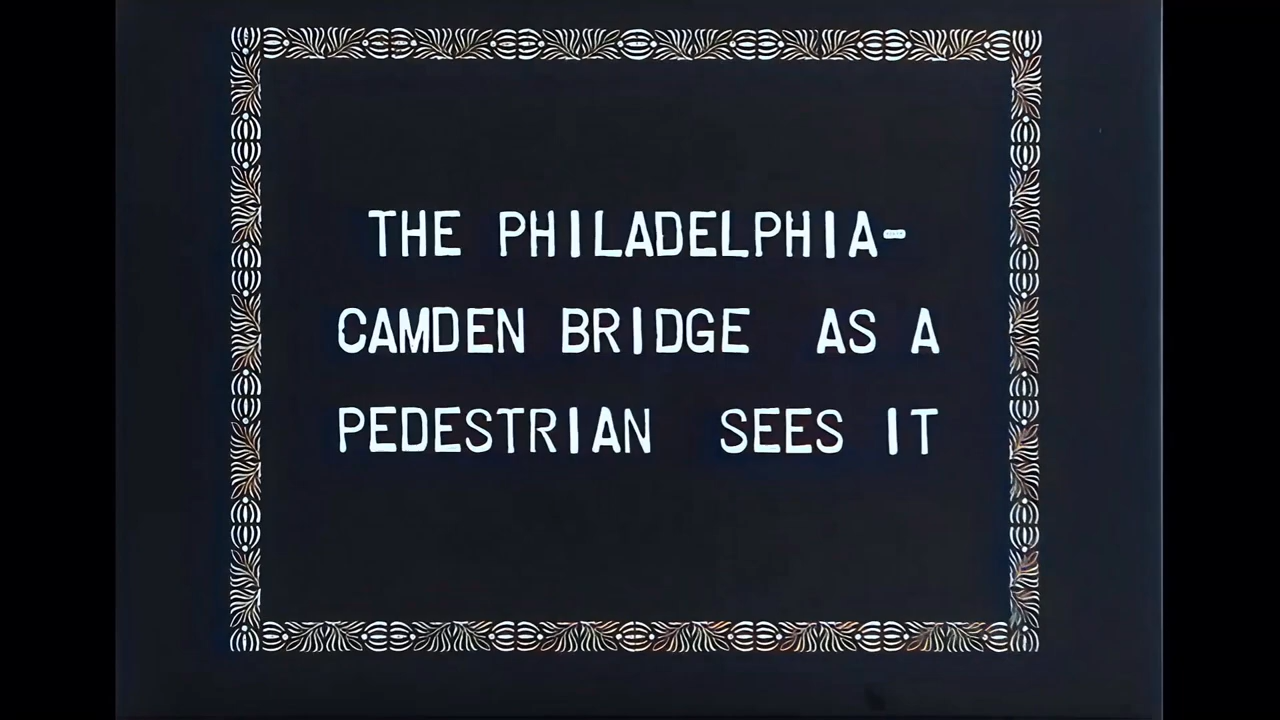 THE PHILADELPHIA-
CAMDEN BRIDGE AS A
PEDESTRIAN SEES IT